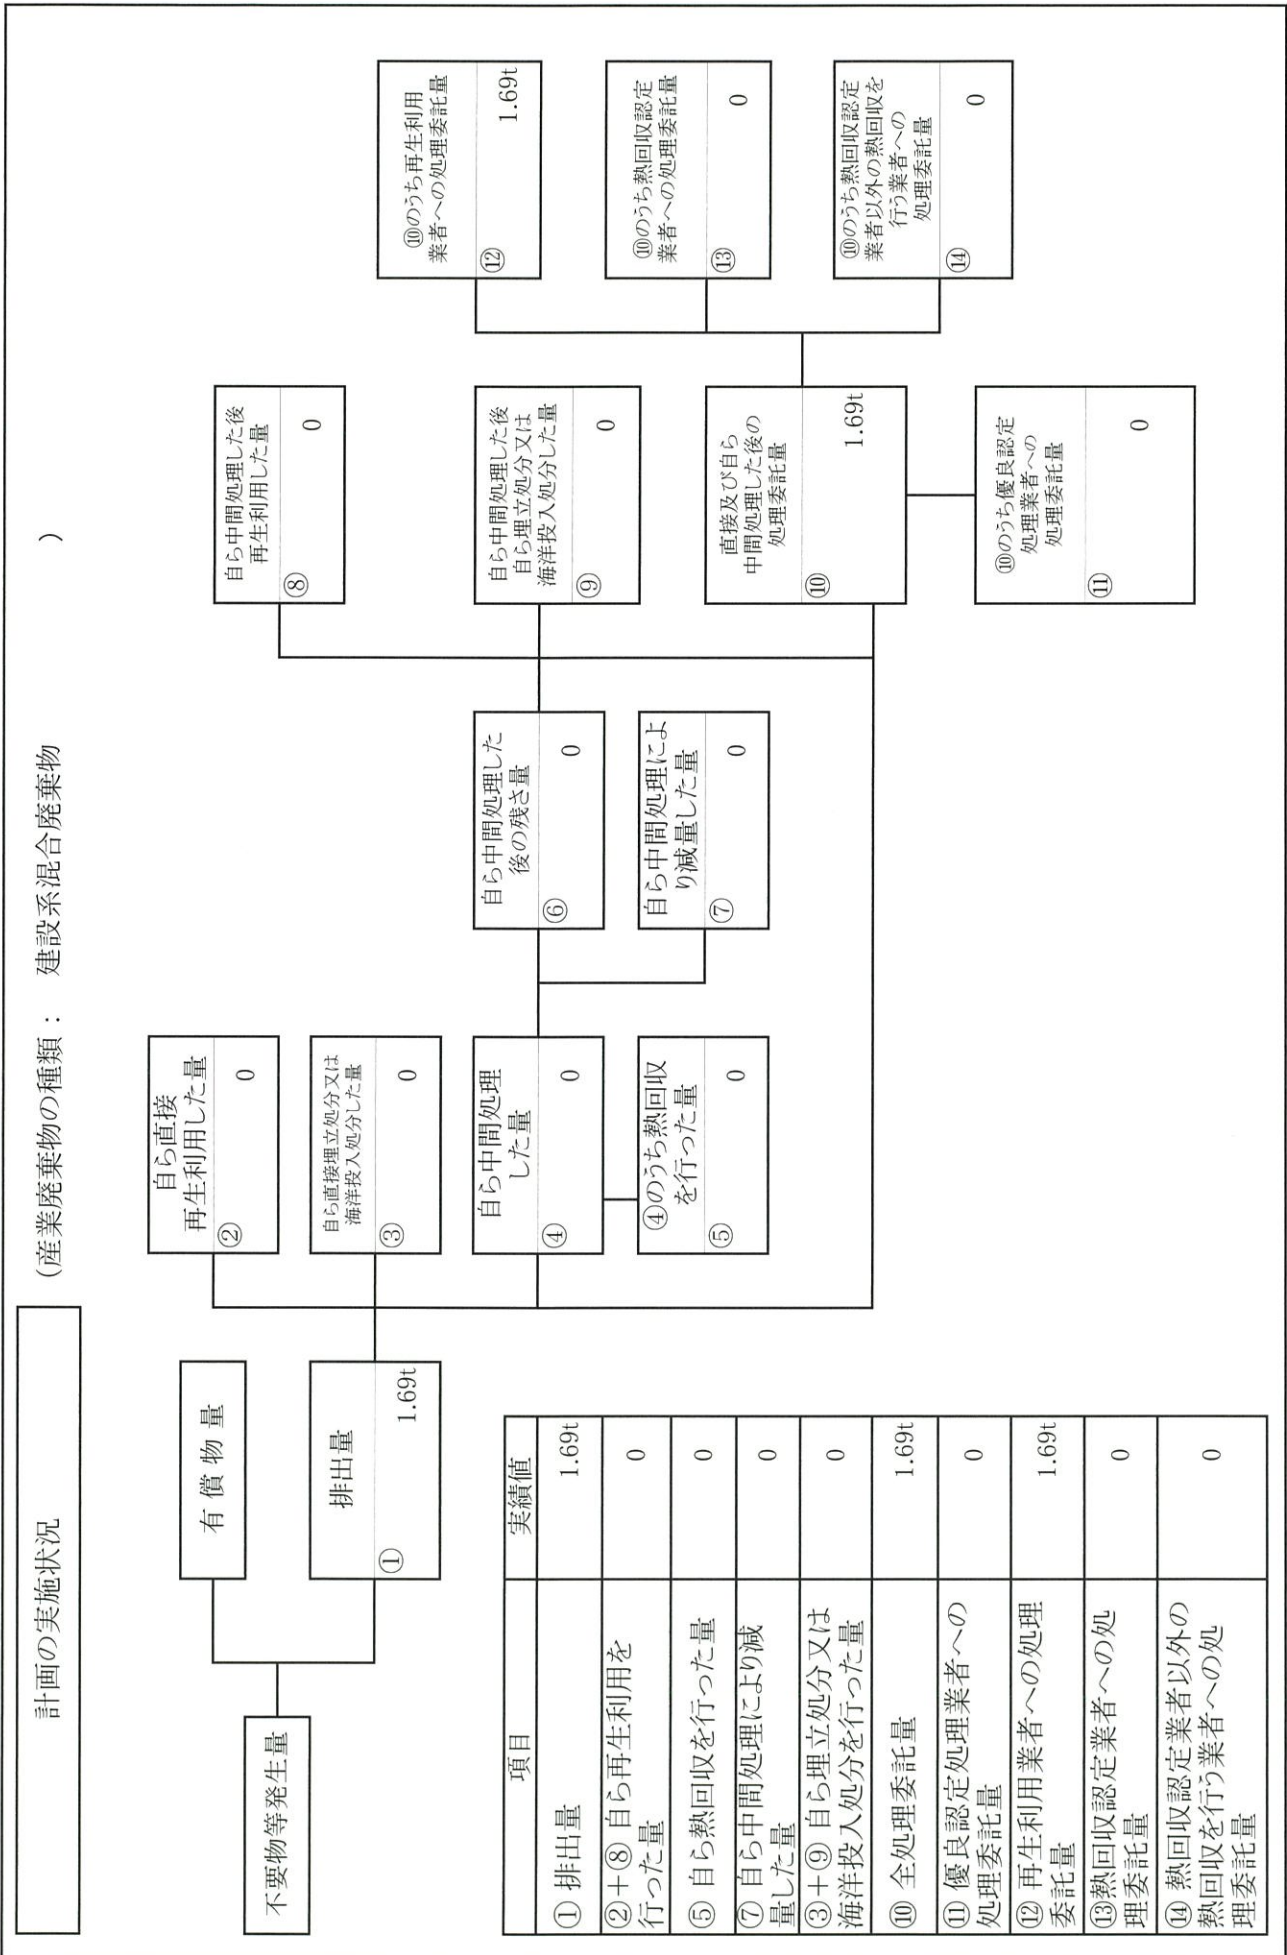 計画の実施状況
(産業廃棄物の種類： 建設系混合廃棄物 )
不要物等発生量
有 償 物 量
排出量
①
1.69t
自ら直接
再生利用した量
②
0
自ら直接埋立処分又は
海洋投入処分した量
③
0
自ら中間処理
した量
④
0
④のうち熱回収
を行った量
⑤
0
自ら中間処理した
後の残さ量
⑥
0
自ら中間処理によ
り減量した量
⑦
0
自ら中間処理した後
再生利用した量
⑧
0
自ら中間処理した後
自ら埋立処分又は
海洋投入処分した量
⑨
0
直接及び自ら
中間処理した後の
処理委託量
⑩
1.69t
⑩のうち優良認定
処理業者への
処理委託量
⑪
0
⑩のうち再生利用
業者への処理委託量
⑫
1.69t
⑩のうち熱回収認定
業者への処理委託量
⑬
0
⑩のうち熱回収認定
業者以外の熱回収を
行う業者への
処理委託量
⑭
0
項目 実績値
① 排出量 1.69t
②＋⑧ 自ら再生利用を
行った量 0
⑤ 自ら熱回収を行った量 0
⑦ 自ら中間処理により減
量した量 0
③＋⑨ 自ら埋立処分又は
海洋投入処分を行った量 0
⑩ 全処理委託量 1.69t
⑪ 優良認定処理業者への
処理委託量 0
⑫ 再生利用業者への処理
委託量 1.69t
⑬熱回収認定業者への処
理委託量 0
⑭ 熱回収認定業者以外の
熱回収を行う業者への処
理委託量 0